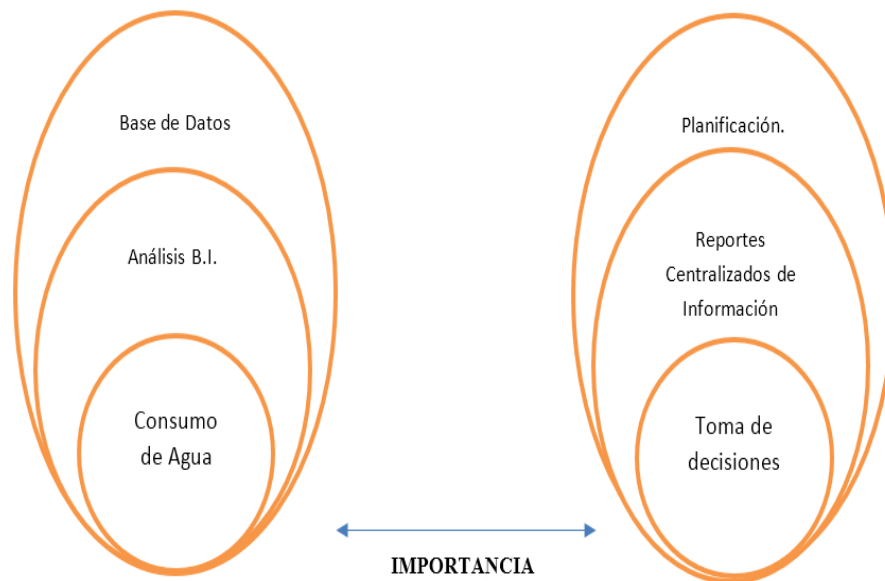 Base de Datos
Análisis B.I.
Consumo
de Agua
Planificación.
Reportes
Centralizados de
Información
Toma de
decisiones
IMPORTANCIA